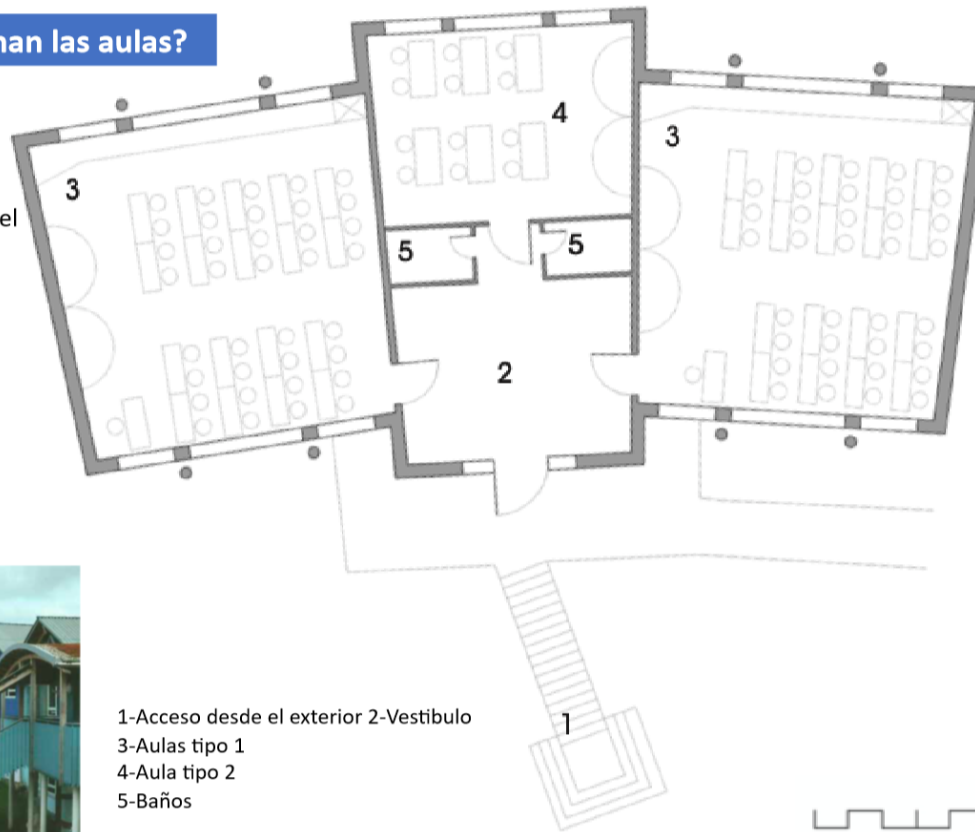 nan las aulas?
4
3
3
el
5
5
2
1
1-Acceso desde el exterior 2-Vestibulo
3-Aulas tipo 1
4-Aula tipo 2
5-Baños